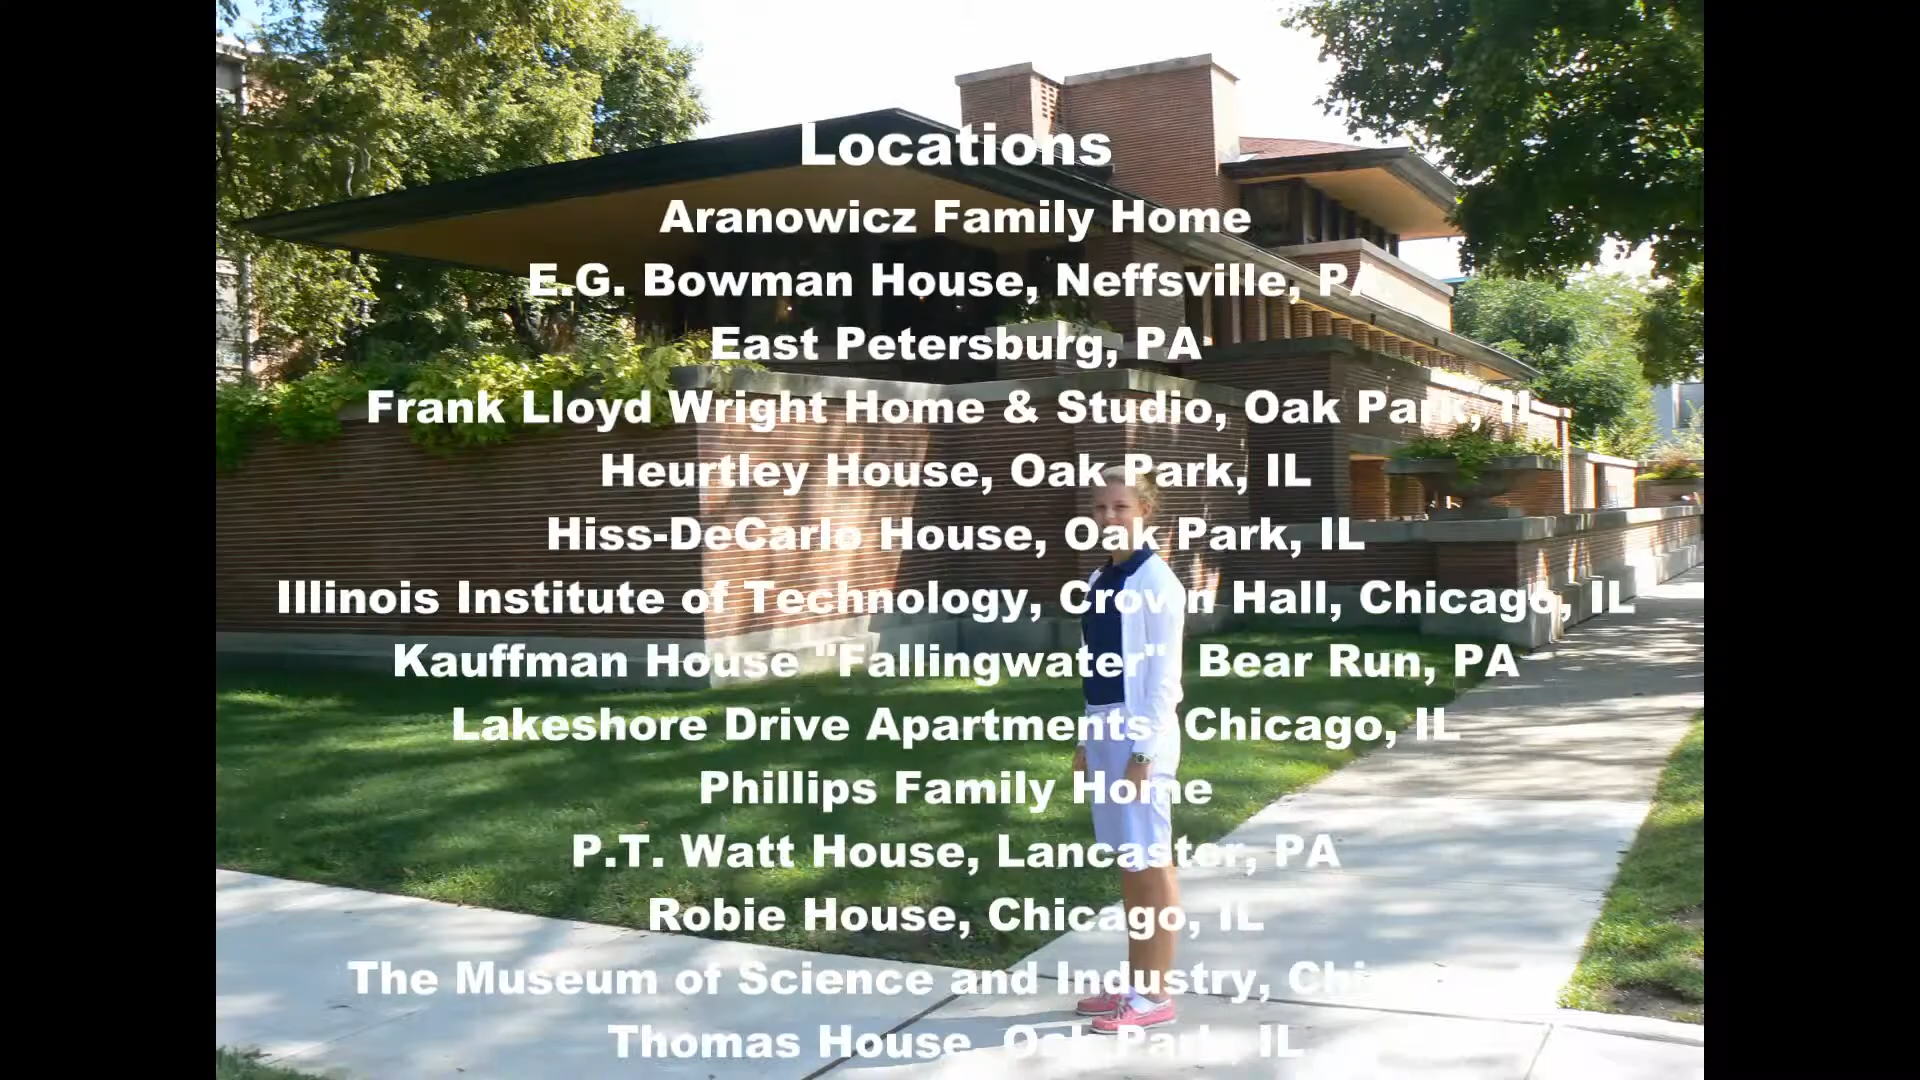 Locations
Aranowicz Family Home
E.G. Bowman House, Neffsville, PA
East Petersburg, PA
Frank Lloyd Wright Home & Studio, Oak Park, IL
Heurtley House, Oak Park, IL
Hiss-DeCarlo House, Oak Park, IL
Illinois Institute of Technology, Crown Hall, Chicago, IL
Kauffman House "Fallingwater", Bear Run, PA
Lakeshore Drive Apartments, Chicago, IL
Phillips Family Home
P.T. Watt House, Lancaster, PA
Robie House, Chicago, IL
The Museum of Science and Industry,
Thomas House, Oak Park, IL